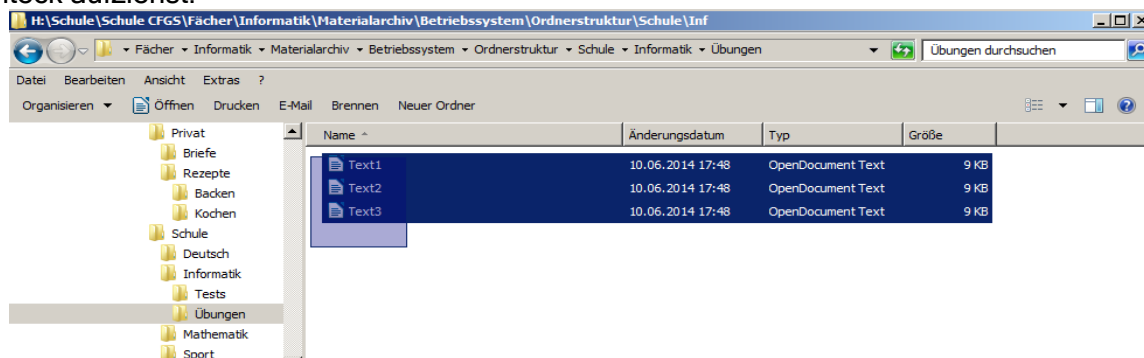 H:\Schule\Schule CFGS\Fächer\Informatik\Materialarchiv\Betriebssystem\Ordnerstruktur\Schule\Inf
Fächer Informatik Materialarchiv Betriebssystem Ordnerstruktur Schule Informatik Übungen Übungen durchsuchen
Datei Bearbeiten Ansicht Extras ?
Organisieren Öffnen Drucken E-Mail Brennen Neuer Ordner
Privat
Briefe
Rezepte
Backen
Kochen
Schule
Deutsch
Informatik
Tests
Übungen
Mathematik
Sport
Name Änderungsdatum Typ Größe
Text1 10.06.2014 17:48 OpenDocument Text 9 KB
Text2 10.06.2014 17:48 OpenDocument Text 9 KB
Text3 10.06.2014 17:48 OpenDocument Text 9 KB